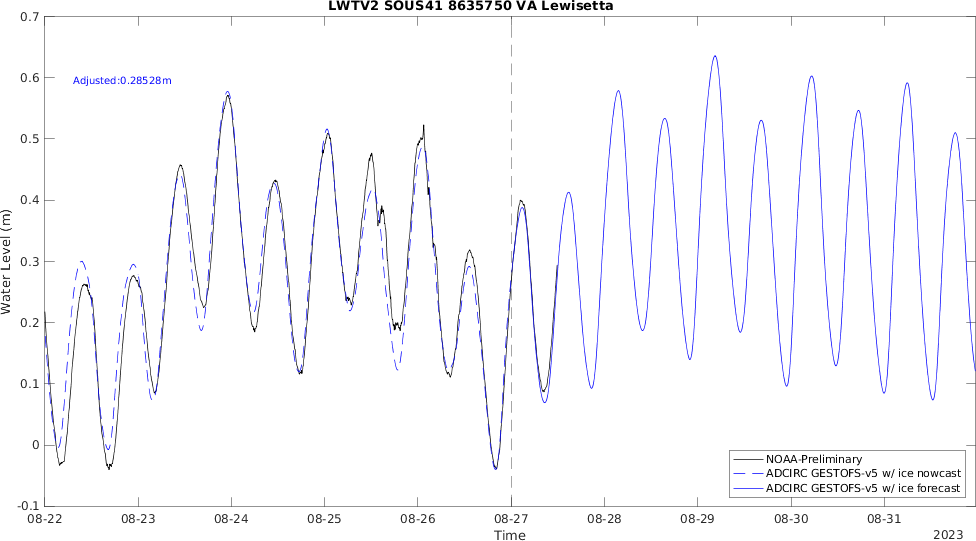 LWTV2 SOUS41 8635750 VA Lewisetta
0.7
0.6
0.5
0.4
0.3
0.2
0.1
0
-0.1
Water Level (m)
Adjusted:0.28528m
NOAA-Preliminary
ADCIRC GESTOFS-v5 w/ ice nowcast
ADCIRC GESTOFS-v5 w/ ice forecast
08-22 08-23 08-24 08-25 08-26 08-27 08-28 08-29 08-30 08-31
Time
2023